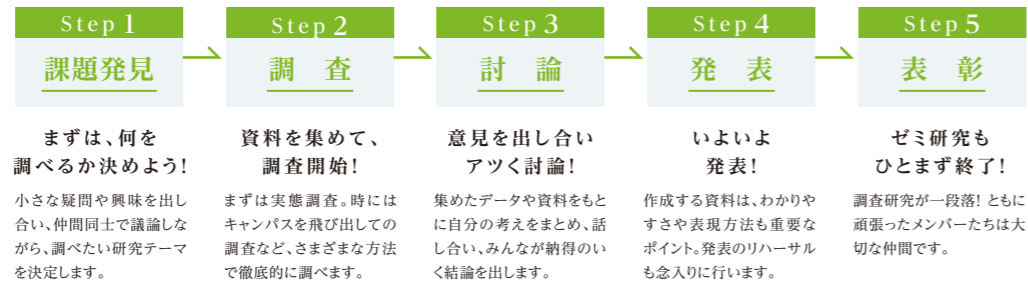 Step 1
課題発見
まずは、何を
調べるか決めよう!
小さな疑問や興味を出し
合い、仲間同士で議論しな
がら、調べたい研究テーマ
を決定します。
Step 2
調　査
資料を集めて、
調査開始!
まずは実態調査。時には
キャンパスを飛び出しての
調査など、さまざまな方法
で徹底的に調べます。
Step 3
討　論
意見を出し合い
アツく討論!
集めたデータや資料をもと
に自分の考えをまとめ、話
し合い、みんなが納得のい
く結論を出します。
Step 4
発　表
いよいよ
発表!
作成する資料は、わかりや
すさや表現方法も重要な
ポイント。発表のリハーサル
も念入りに行います。
Step 5
表　彰
ゼミ研究も
ひとまず終了!
調査研究が一段落! ともに
頑張ったメンバーたちは大
切な仲間です。